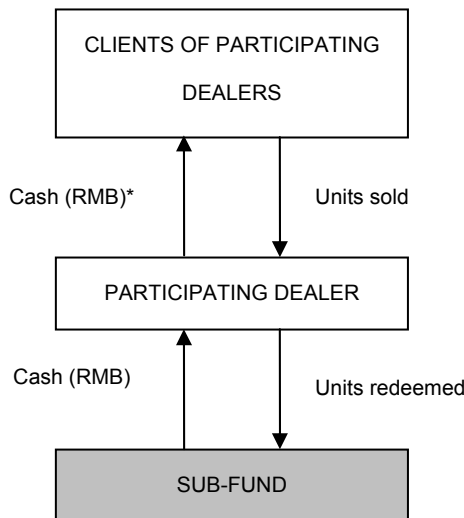 CLIENTS OF PARTICIPATING
DEALERS
Cash (RMB)*
Units sold
PARTICIPATING DEALER
Cash (RMB)
Units redeemed
SUB-FUND